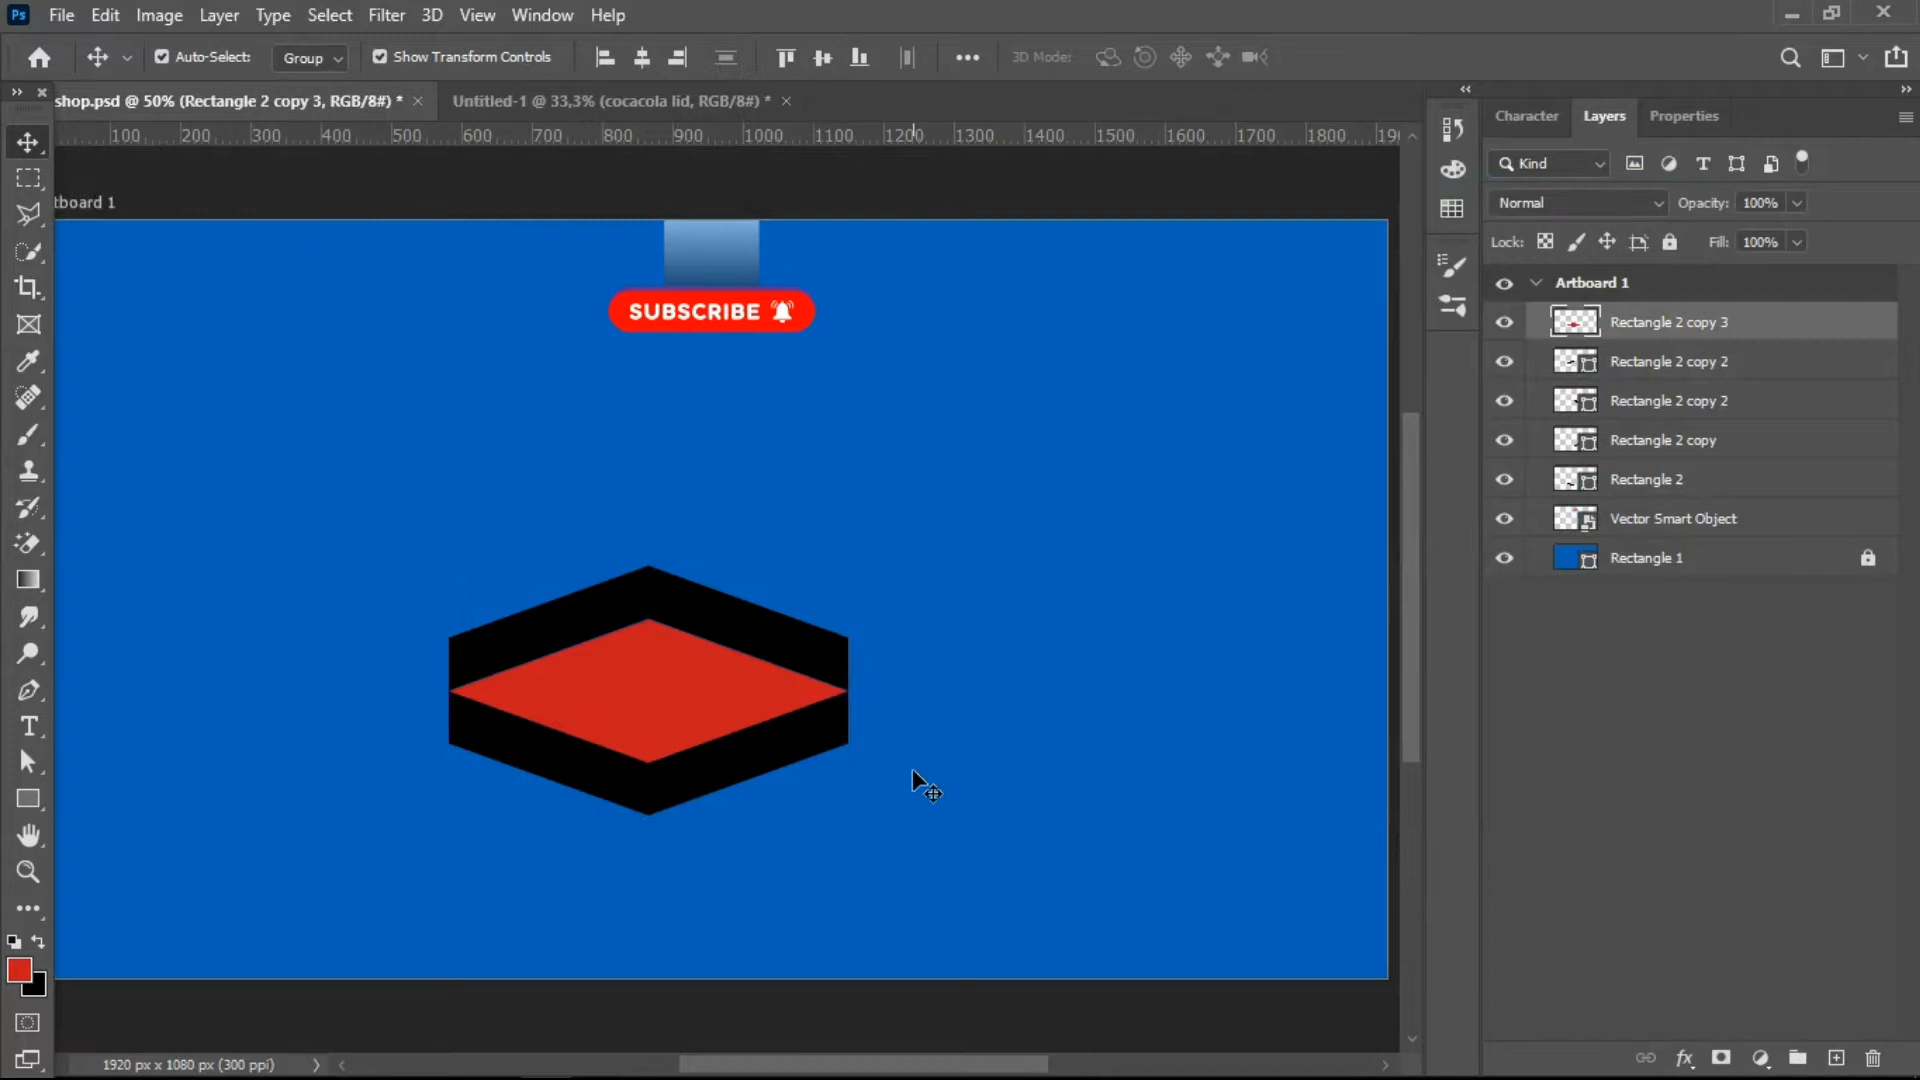 Ps File Edit Image Layer Type Select Filter 3D View Window Help
Auto-Select: Group Show Transform Controls 3D Mode:
shop.psd @ 50% (Rectangle 2 copy 3, RGB/8#) * Untitled-1 @ 33,3% (cocacola lid, RGB/8#) *
100 200 300 400 500 600 700 800 900 1000 1100 1200 1300 1400 1500 1600 1700 1800 190
tboard 1
SUBSCRIBE
1920 px x 1080 px (300 ppi)
Character Layers Properties
Kind
Normal Opacity: 100%
Lock: Fill: 100%
Artboard 1
Rectangle 2 copy 3
Rectangle 2 copy 2
Rectangle 2 copy 2
Rectangle 2 copy
Rectangle 2
Vector Smart Object
Rectangle 1
fx